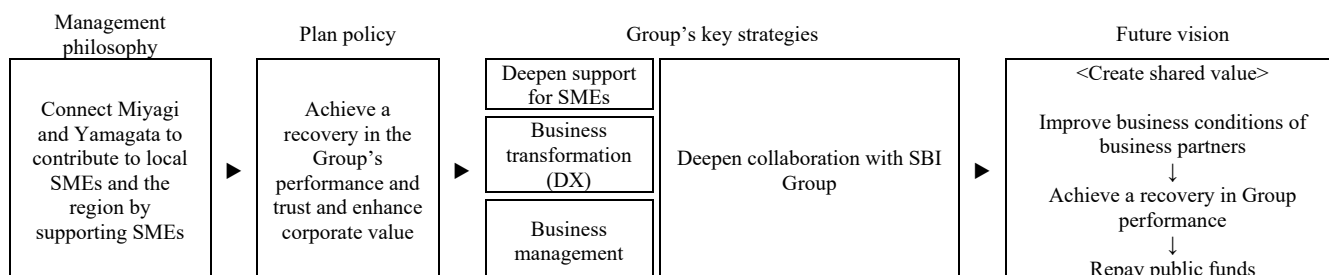 Management
philosophy
Plan policy
Group's key strategies
Future vision
Connect Miyagi
and Yamagata to
contribute to local
SMEs and the
region by
supporting SMEs
►
Achieve a
recovery in the
Group's
performance and
trust and enhance
corporate value
►
Deepen support
for SMEs
Business
transformation
(DX)
Business
management
Deepen collaboration with SBI
Group
►
<Create shared value>
Improve business conditions of
business partners
↓
Achieve a recovery in Group
performance
↓
Repay public funds